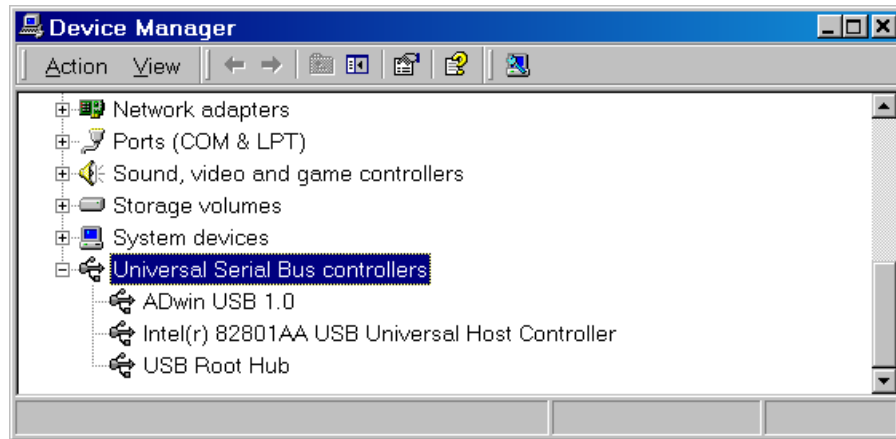 Device Manager
Action View
Network adapters
Ports (COM & LPT)
Sound, video and game controllers
Storage volumes
System devices
Universal Serial Bus controllers
ADwin USB 1.0
Intel(r) 82801AA USB Universal Host Controller
USB Root Hub